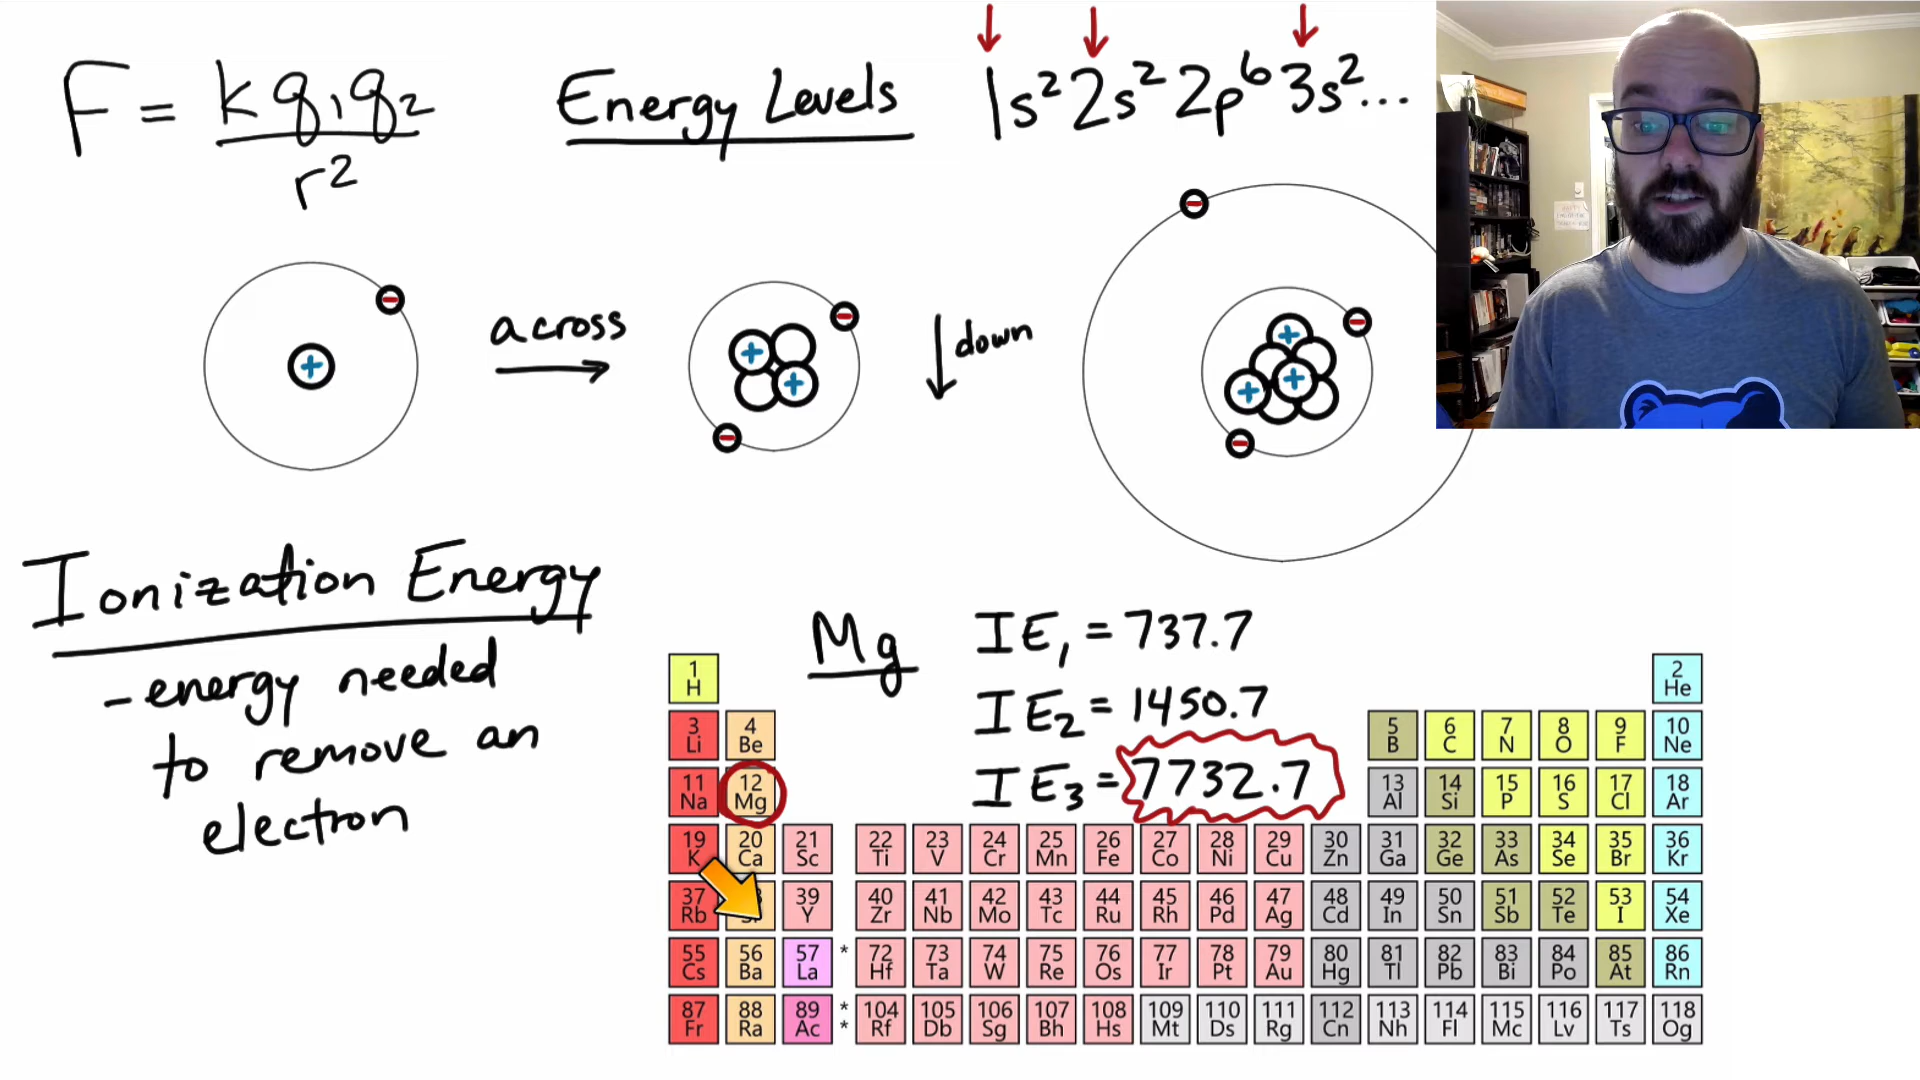 F = kq₁q₂
r²
Energy Levels
1s² 2s² 2p⁶ 3s²...
across
down
Ionization Energy
- energy needed
to remove an
electron
Mg
IE₁ = 737.7
IE₂ = 1450.7
IE₃ = 7732.7
1 H 2 He
3 Li 4 Be 5 B 6 C 7 N 8 O 9 F 10 Ne
11 Na 12 Mg 13 Al 14 Si 15 P 16 S 17 Cl 18 Ar
19 K 20 Ca 21 Sc 22 Ti 23 V 24 Cr 25 Mn 26 Fe 27 Co 28 Ni 29 Cu 30 Zn 31 Ga 32 Ge 33 As 34 Se 35 Br 36 Kr
37 Rb 39 Y 40 Zr 41 Nb 42 Mo 43 Tc 44 Ru 45 Rh 46 Pd 47 Ag 48 Cd 49 In 50 Sn 51 Sb 52 Te 53 I 54 Xe
55 Cs 56 Ba 57 La * 72 Hf 73 Ta 74 W 75 Re 76 Os 77 Ir 78 Pt 79 Au 80 Hg 81 Tl 82 Pb 83 Bi 84 Po 85 At 86 Rn
87 Fr 88 Ra 89 Ac ** 104 Rf 105 Db 106 Sg 107 Bh 108 Hs 109 Mt 110 Ds 111 Rg 112 Cn 113 Nh 114 Fl 115 Mc 116 Lv 117 Ts 118 Og